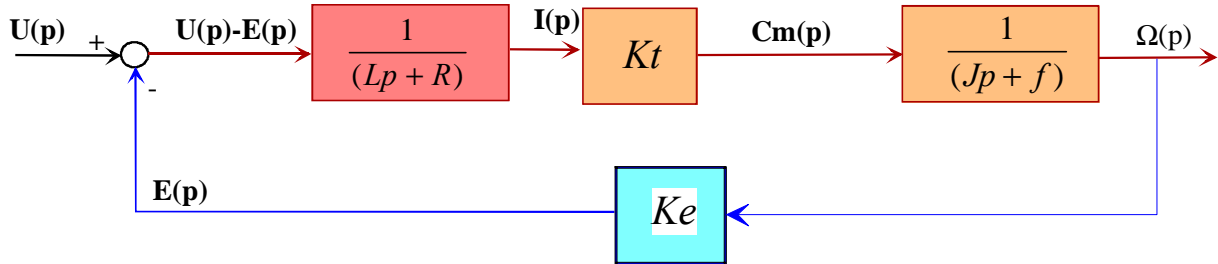 U(p)
+
-
U(p)-E(p)
1
(Lp + R)
I(p)
Kt
Cm(p)
1
(Jp + f)
Ω(p)
E(p)
Ke